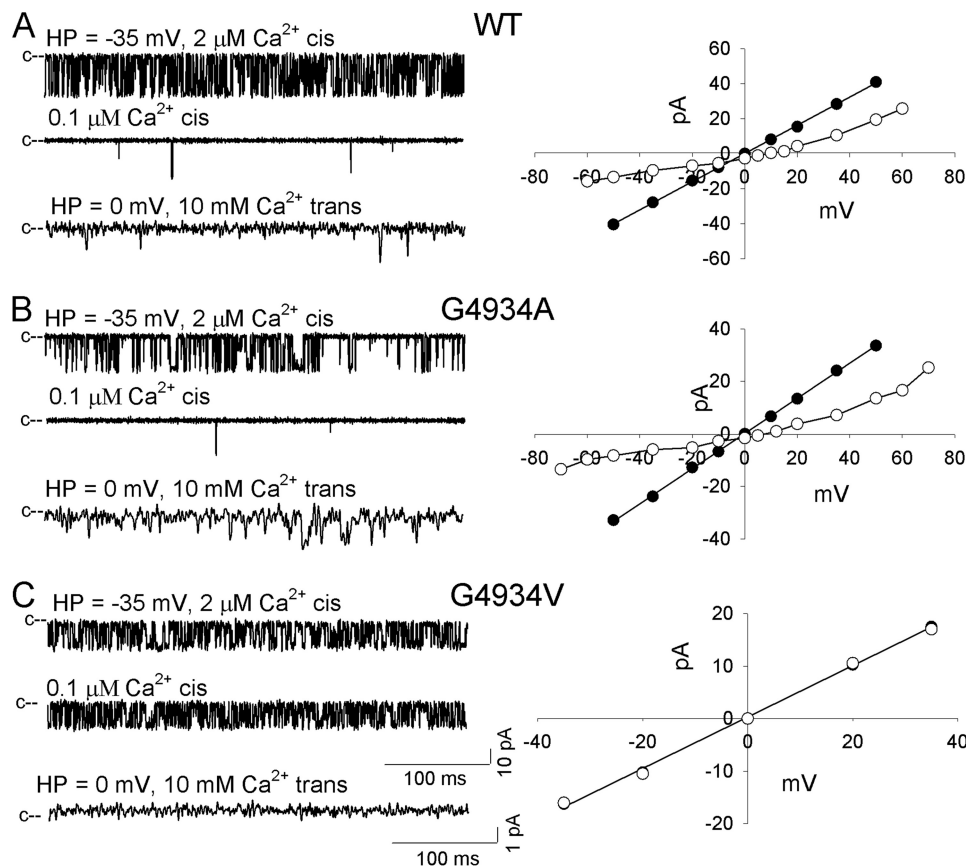 A
WT
HP = -35 mV, 2 μM Ca²⁺ cis
c--
0.1 μM Ca²⁺ cis
c--
HP = 0 mV, 10 mM Ca²⁺ trans
c--
60
40
20
0
-20
-40
-60
pA
-80 -60 -40 -20 0 20 40 60 80
mV
B
G4934A
HP = -35 mV, 2 μM Ca²⁺ cis
c--
0.1 μM Ca²⁺ cis
c--
HP = 0 mV, 10 mM Ca²⁺ trans
c--
40
20
0
-20
-40
pA
-80 -60 -40 -20 0 20 40 60 80
mV
C
G4934V
HP = -35 mV, 2 μM Ca²⁺ cis
c--
0.1 μM Ca²⁺ cis
c--
100 ms
10 pA
HP = 0 mV, 10 mM Ca²⁺ trans
c--
100 ms
1 pA
20
10
0
-10
-20
pA
-40 -20 0 20 40
mV